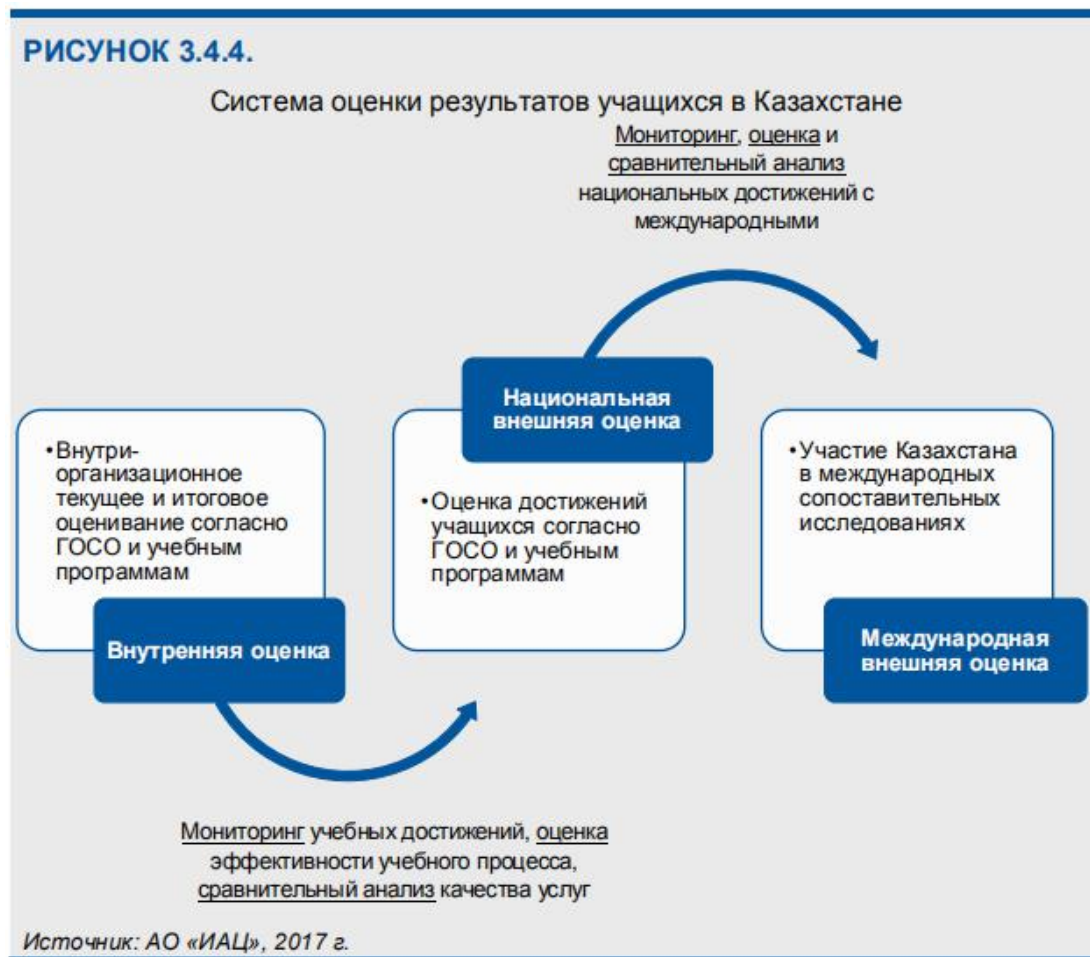 РИСУНОК 3.4.4.
Система оценки результатов учащихся в Казахстане
Мониторинг, оценка и
сравнительный анализ
национальных достижений с
международными
•Внутри-
организационное
текущее и итоговое
оценивание согласно
ГОСО и учебным
программам
Внутренняя оценка
Национальная
внешняя оценка
•Оценка достижений
учащихся согласно
ГОСО и учебным
программам
•Участие Казахстана
в международных
сопоставительных
исследованиях
Международная
внешняя оценка
Мониторинг учебных достижений, оценка
эффективности учебного процесса,
сравнительный анализ качества услуг
Источник: АО «ИАЦ», 2017 г.